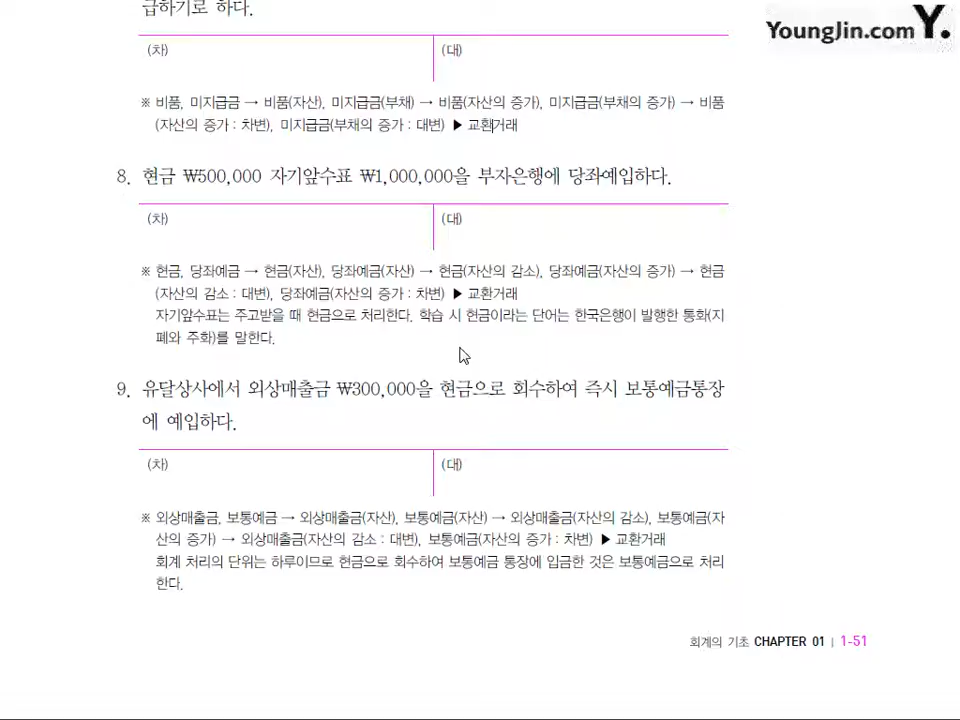 급하기로 하다.
YoungJin.com Y.
(차) (대)
※ 비품, 미지급금 → 비품(자산), 미지급금(부채) → 비품(자산의 증가), 미지급금(부채의 증가) → 비품
(자산의 증가 : 차변), 미지급금(부채의 증가 : 대변) ▶ 교환거래
8. 현금 ₩500,000 자기앞수표 ₩1,000,000을 부자은행에 당좌예입하다.
(차) (대)
※ 현금, 당좌예금 → 현금(자산), 당좌예금(자산) → 현금(자산의 감소), 당좌예금(자산의 증가) → 현금
(자산의 감소 : 대변), 당좌예금(자산의 증가 : 차변) ▶ 교환거래
자기앞수표는 주고받을 때 현금으로 처리한다. 학습 시 현금이라는 단어는 한국은행이 발행한 통화(지
폐와 주화)를 말한다.
9. 유달상사에서 외상매출금 ₩300,000을 현금으로 회수하여 즉시 보통예금통장
에 예입하다.
(차) (대)
※ 외상매출금, 보통예금 → 외상매출금(자산), 보통예금(자산) → 외상매출금(자산의 감소), 보통예금(자
산의 증가) → 외상매출금(자산의 감소 : 대변), 보통예금(자산의 증가 : 차변) ▶ 교환거래
회계 처리의 단위는 하루이므로 현금으로 회수하여 보통예금 통장에 입금한 것은 보통예금으로 처리
한다.
회계의 기초 CHAPTER 01 | 1-51